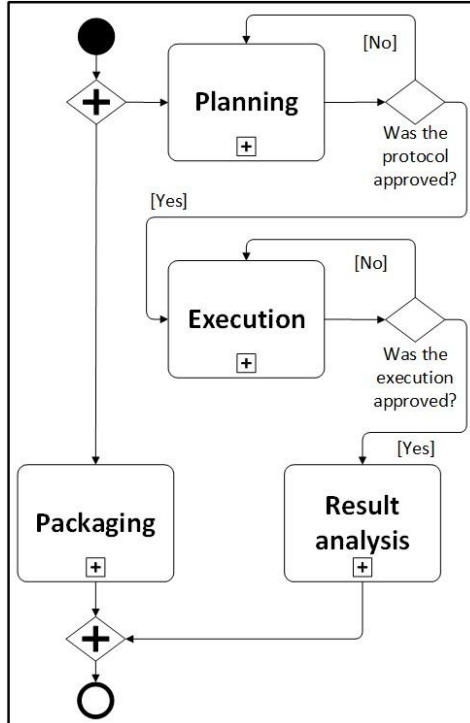 [No]
Planning
Was the
protocol
approved?
[Yes]
[No]
Execution
Was the
execution
approved?
[Yes]
Packaging
Result
analysis